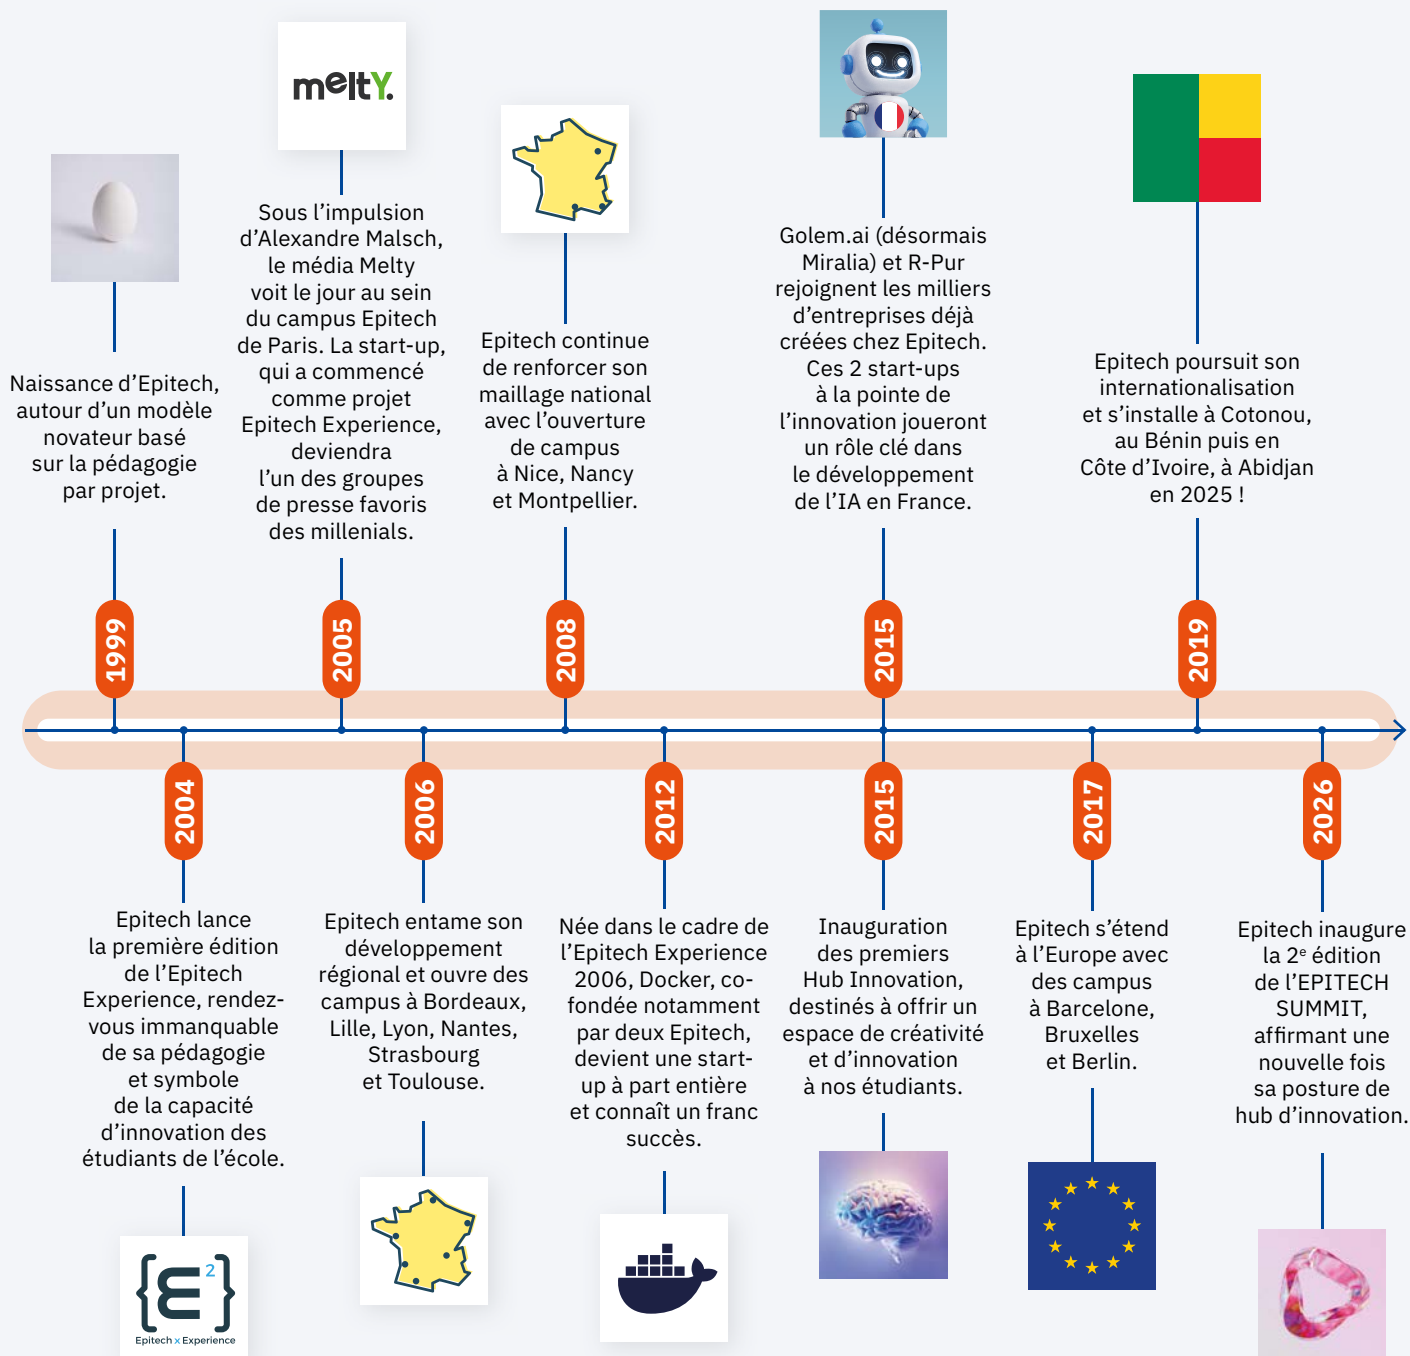 meltY.
Naissance d’Epitech,
autour d’un modèle
novateur basé
sur la pédagogie
par projet.
1999
Sous l’impulsion
d’Alexandre Malsch,
le média Melty
voit le jour au sein
du campus Epitech
de Paris. La start-up,
qui a commencé
comme projet
Epitech Experience,
deviendra
l’un des groupes
de presse favoris
des millenials.
2005
Epitech continue
de renforcer son
maillage national
avec l’ouverture
de campus
à Nice, Nancy
et Montpellier.
2008
Golem.ai (désormais
Miralia) et R-Pur
rejoignent les milliers
d’entreprises déjà
créées chez Epitech.
Ces 2 start-ups
à la pointe de
l’innovation joueront
un rôle clé dans
le développement
de l’IA en France.
2015
Epitech poursuit son
internationalisation
et s’installe à Cotonou,
au Bénin puis en
Côte d’Ivoire, à Abidjan
en 2025 !
2019
2004
Epitech lance
la première édition
de l’Epitech
Experience, rendez-
vous immanquable
de sa pédagogie
et symbole
de la capacité
d’innovation des
étudiants de l’école.
{ε²}
Epitech x Experience
2006
Epitech entame son
développement
régional et ouvre des
campus à Bordeaux,
Lille, Lyon, Nantes,
Strasbourg
et Toulouse.
2012
Née dans le cadre de
l’Epitech Experience
2006, Docker, co-
fondée notamment
par deux Epitech,
devient une start-
up à part entière
et connaît un franc
succès.
2015
Inauguration
des premiers
Hub Innovation,
destinés à offrir un
espace de créativité
et d’innovation
à nos étudiants.
2017
Epitech s’étend
à l’Europe avec
des campus
à Barcelone,
Bruxelles
et Berlin.
2026
Epitech inaugure
la 2ᵉ édition
de l’EPITECH
SUMMIT,
affirmant une
nouvelle fois
sa posture de
hub d’innovation.